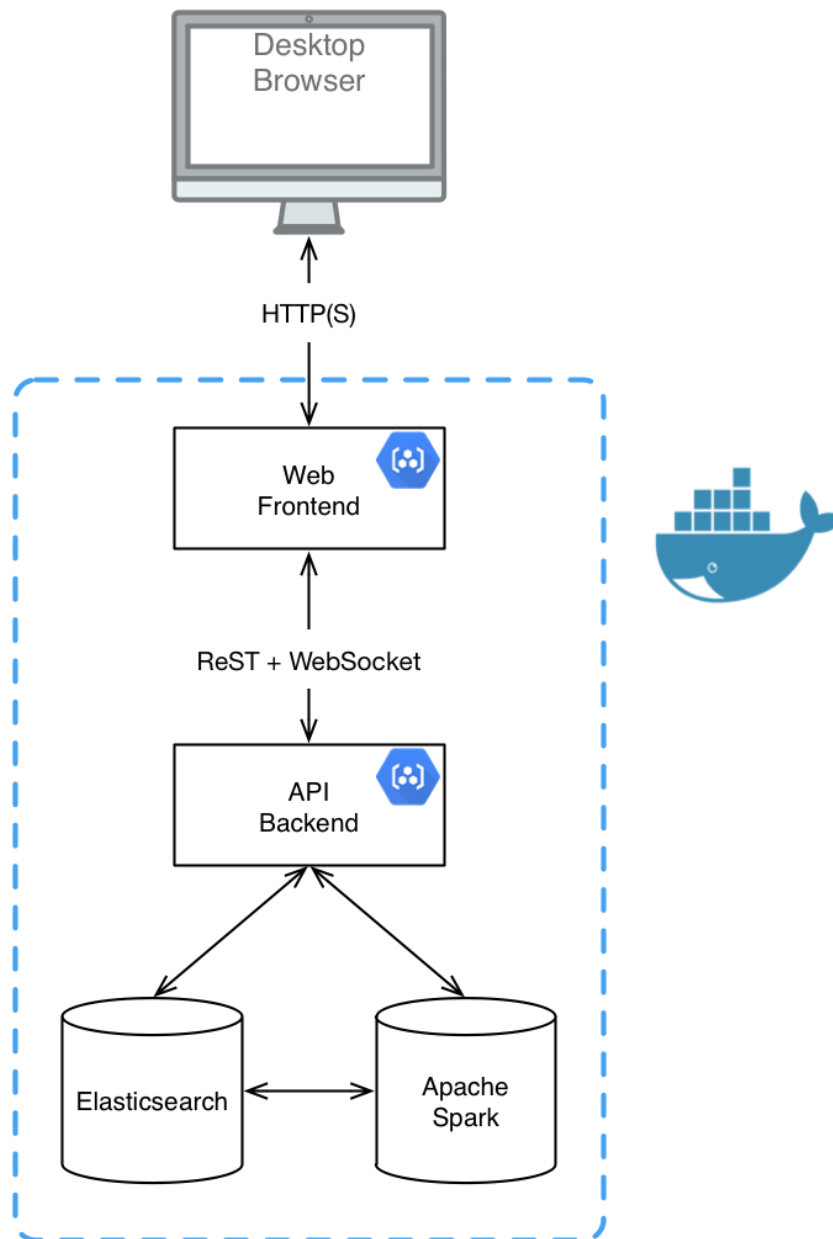 Desktop
Browser
HTTP(S)
Web
Frontend
ReST + WebSocket
API
Backend
Elasticsearch
Apache
Spark